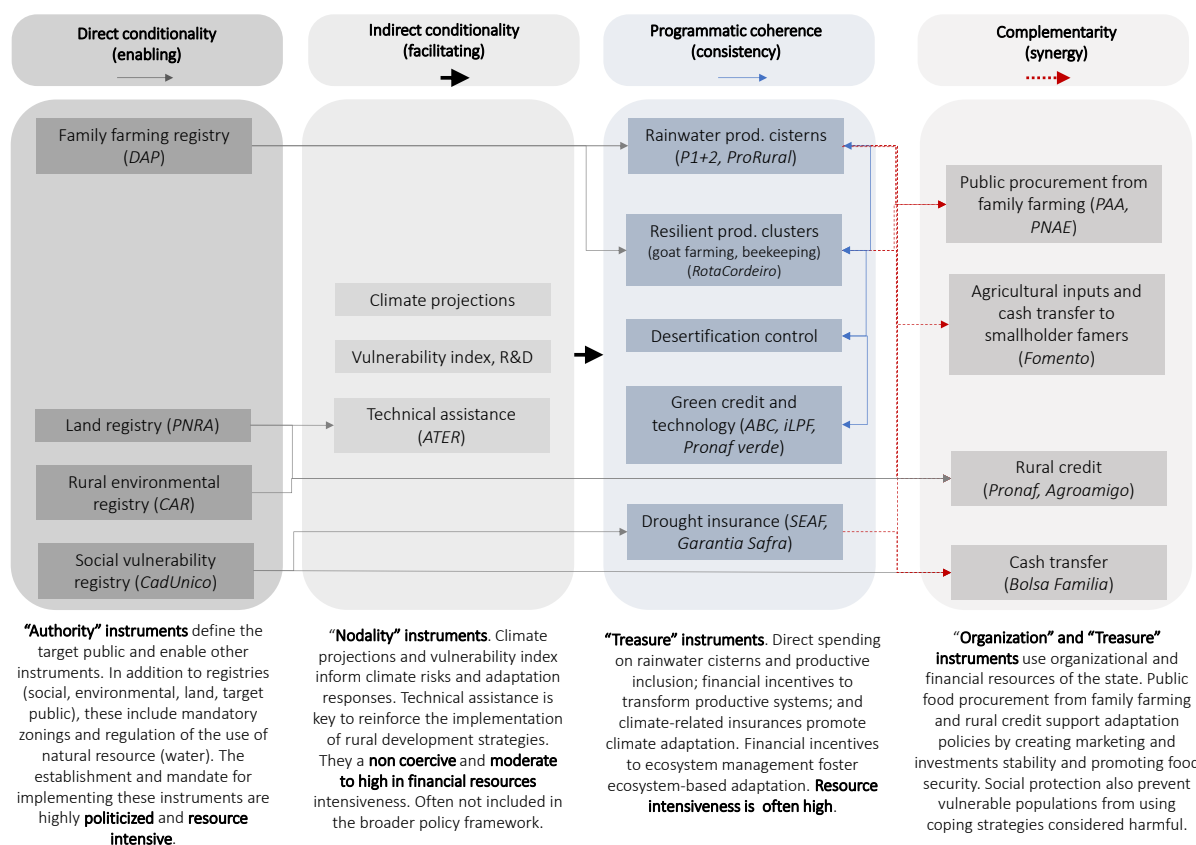 Direct conditionality
(enabling)
Indirect conditionality
(facilitating)
Programmatic coherence
(consistency)
Complementarity
(synergy)
Family farming registry
(DAP)
Land registry (PNRA)
Rural environmental
registry (CAR)
Social vulnerability
registry (CadUnico)
Climate projections
Vulnerability index, R&D
Technical assistance
(ATER)
Rainwater prod. cisterns
(P1+2, ProRural)
Resilient prod. clusters
(goat farming, beekeeping)
(RotaCordeiro)
Desertification control
Green credit and
technology (ABC, iLPF,
Pronaf verde)
Drought insurance (SEAF,
Garantia Safra)
Public procurement from
family farming (PAA,
PNAE)
Agricultural inputs and
cash transfer to
smallholder famers
(Fomento)
Rural credit
(Pronaf, Agroamigo)
Cash transfer
(Bolsa Familia)
“Authority” instruments define the
target public and enable other
instruments. In addition to registries
(social, environmental, land, target
public), these include mandatory
zonings and regulation of the use of
natural resource (water). The
establishment and mandate for
implementing these instruments are
highly politicized and resource
intensive.
“Nodality” instruments. Climate
projections and vulnerability index
inform climate risks and adaptation
responses. Technical assistance is
key to reinforce the implementation
of rural development strategies.
They a non coercive and moderate
to high in financial resources
intensiveness. Often not included in
the broader policy framework.
“Treasure” instruments. Direct spending
on rainwater cisterns and productive
inclusion; financial incentives to
transform productive systems; and
climate-related insurances promote
climate adaptation. Financial incentives
to ecosystem management foster
ecosystem-based adaptation. Resource
intensiveness is often high.
“Organization” and “Treasure”
instruments use organizational and
financial resources of the state. Public
food procurement from family farming
and rural credit support adaptation
policies by creating marketing and
investments stability and promoting food
security. Social protection also prevent
vulnerable populations from using
coping strategies considered harmful.